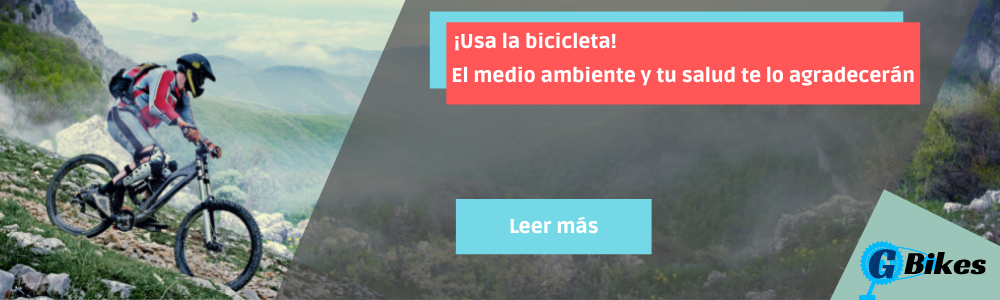 ¡Usa la bicicleta!
El medio ambiente y tu salud te lo agradecerán
Leer más
G Bikes